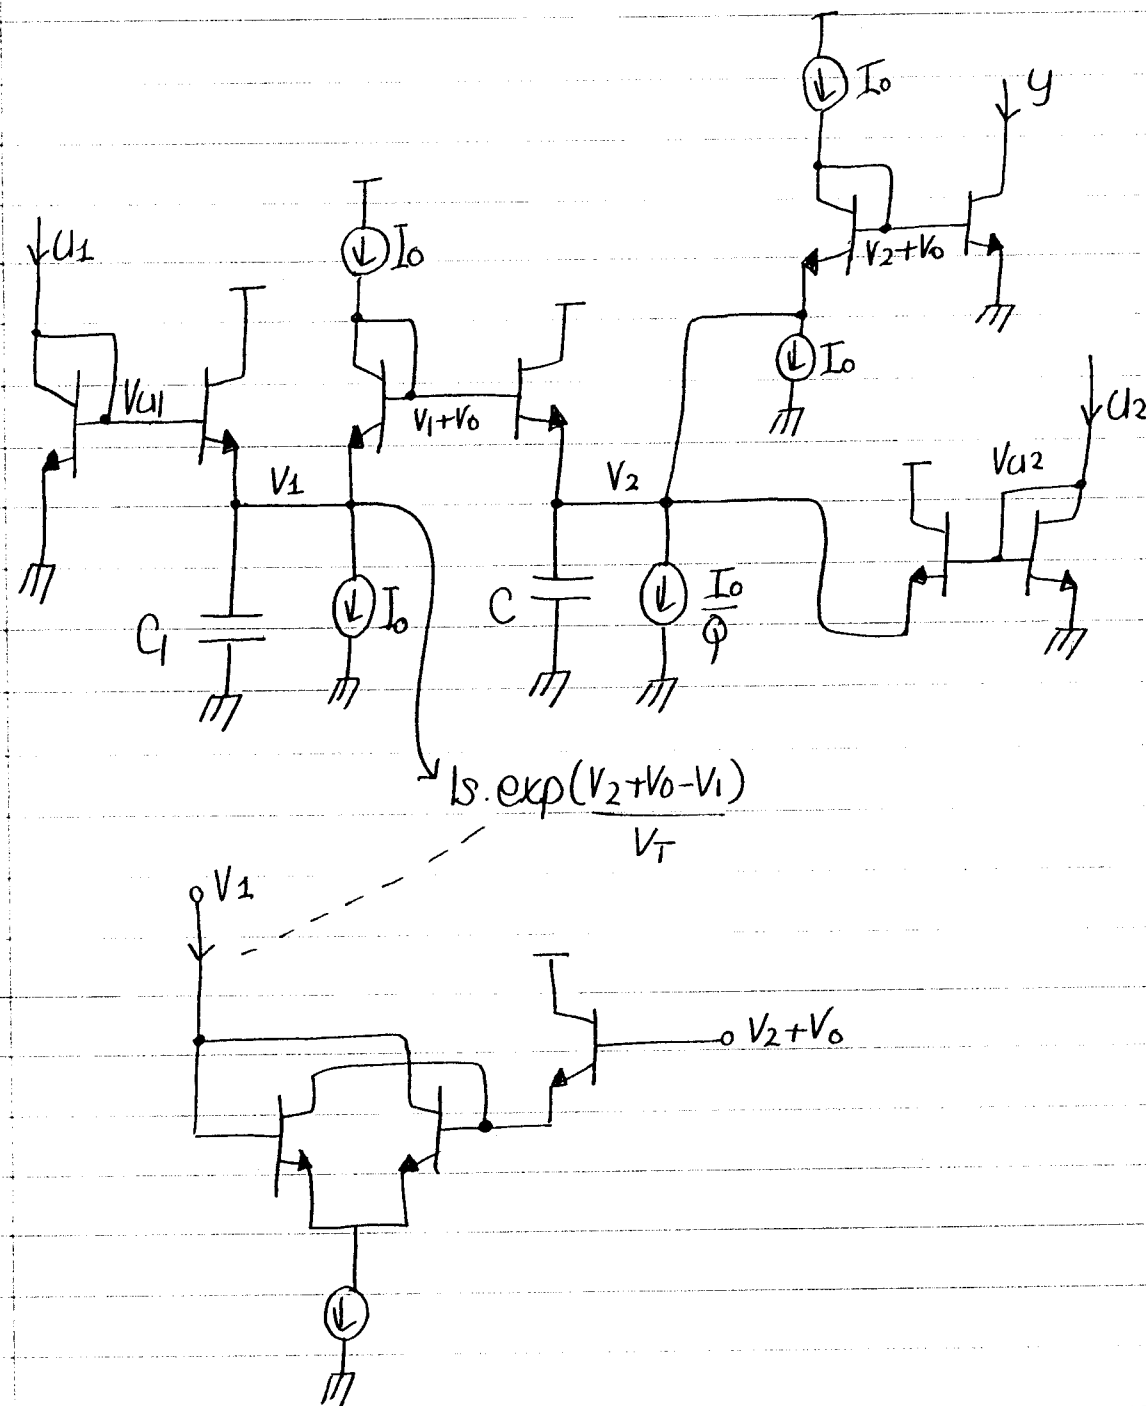 I₀
y
V₂+V₀
u1
I₀
Vu1
V₁+V₀
I₀
u2
Vu2
V1
V2
C₁
I₀
C
I₀
Q
Is.exp(V₂+V₀-V₁)
V_T
V1
V₂+V₀